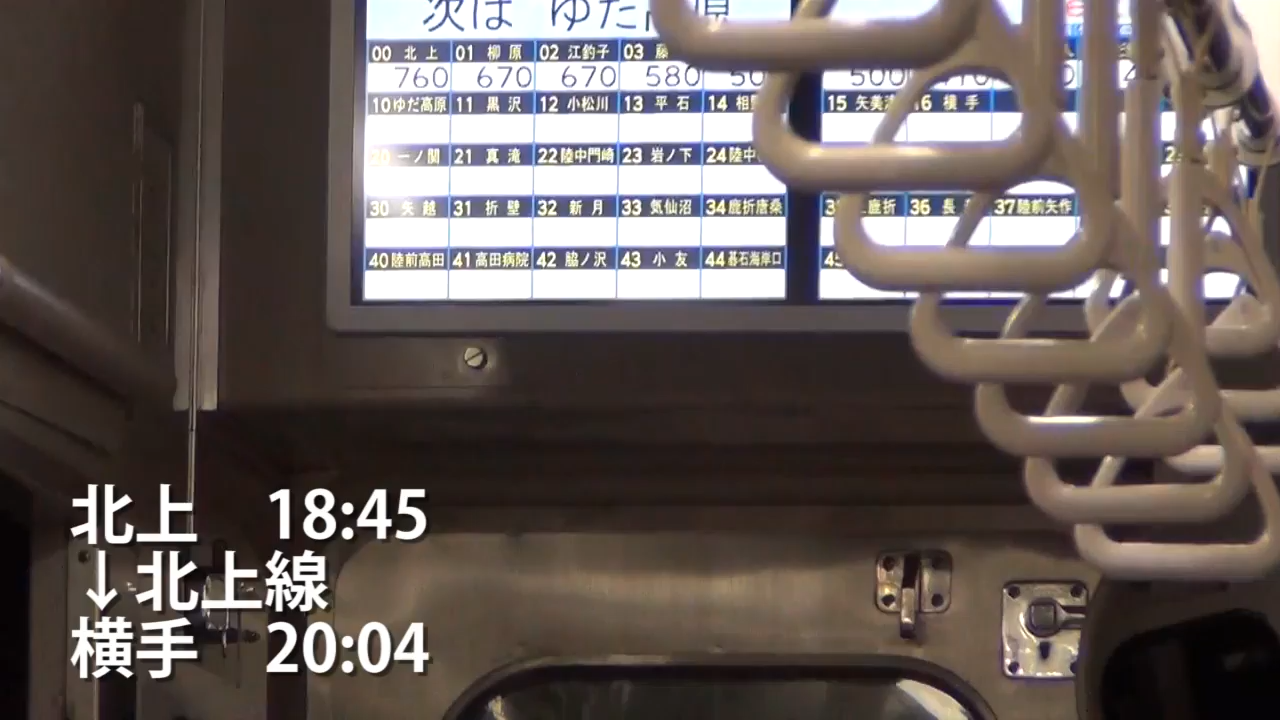 次は ゆだ高原
00 北上 01 柳原 02 江釣子 03 藤
760 670 670 580 50 500
10 ゆだ高原 11 黒沢 12 小松川 13 平石 14 相 15 矢美 16 横手
20 一ノ関 21 真滝 22 陸中門崎 23 岩ノ下 24 陸中
30 矢越 31 折壁 32 新月 33 気仙沼 34 鹿折唐桑 鹿折 36 長 37 陸前矢作
40 陸前高田 41 高田病院 42 脇ノ沢 43 小友 44 碁石海岸口 45
北上 18:45
↓北上線
横手 20:04